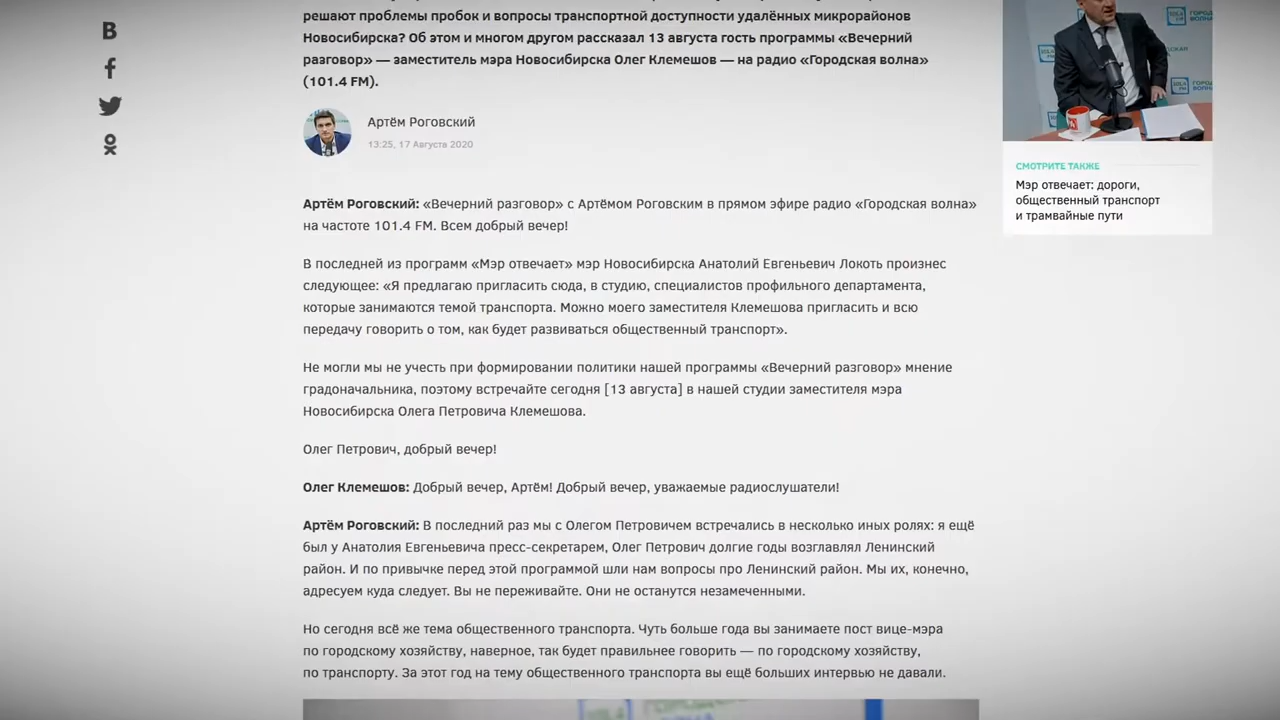 решают проблемы пробок и вопросы транспортной доступности удалённых микрорайонов
Новосибирска? Об этом и многом другом рассказал 13 августа гость программы «Вечерний
разговор» — заместитель мэра Новосибирска Олег Клемешов — на радио «Городская волна»
(101.4 FM).
Артём Роговский
13:25, 17 Августа 2020
Артём Роговский: «Вечерний разговор» с Артёмом Роговским в прямом эфире радио «Городская волна»
на частоте 101.4 FM. Всем добрый вечер!
В последней из программ «Мэр отвечает» мэр Новосибирска Анатолий Евгеньевич Локоть произнес
следующее: «Я предлагаю пригласить сюда, в студию, специалистов профильного департамента,
которые занимаются темой транспорта. Можно моего заместителя Клемешова пригласить и всю
передачу говорить о том, как будет развиваться общественный транспорт».
Не могли мы не учесть при формировании политики нашей программы «Вечерний разговор» мнение
градоначальника, поэтому встречайте сегодня [13 августа] в нашей студии заместителя мэра
Новосибирска Олега Петровича Клемешова.
Олег Петрович, добрый вечер!
Олег Клемешов: Добрый вечер, Артём! Добрый вечер, уважаемые радиослушатели!
Артём Роговский: В последний раз мы с Олегом Петровичем встречались в несколько иных ролях: я ещё
был у Анатолия Евгеньевича пресс-секретарем, Олег Петрович долгие годы возглавлял Ленинский
район. И по привычке перед этой программой шли нам вопросы про Ленинский район. Мы их, конечно,
адресуем куда следует. Вы не переживайте. Они не останутся незамеченными.
Но сегодня всё же тема общественного транспорта. Чуть больше года вы занимаете пост вице-мэра
по городскому хозяйству, наверное, так будет правильнее говорить — по городскому хозяйству,
по транспорту. За этот год на тему общественного транспорта вы ещё больших интервью не давали.
СМОТРИТЕ ТАКЖЕ
Мэр отвечает: дороги,
общественный транспорт
и трамвайные пути